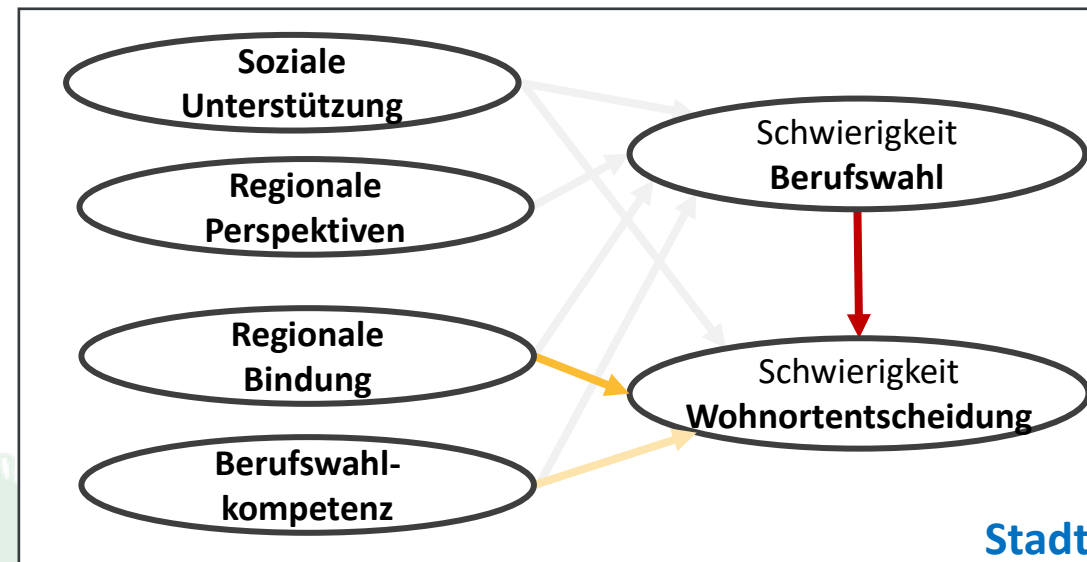 Soziale
Unterstützung
Regionale
Perspektiven
Regionale
Bindung
Berufswahl-
kompetenz
Schwierigkeit
Berufswahl
Schwierigkeit
Wohnortentscheidung
Stadt